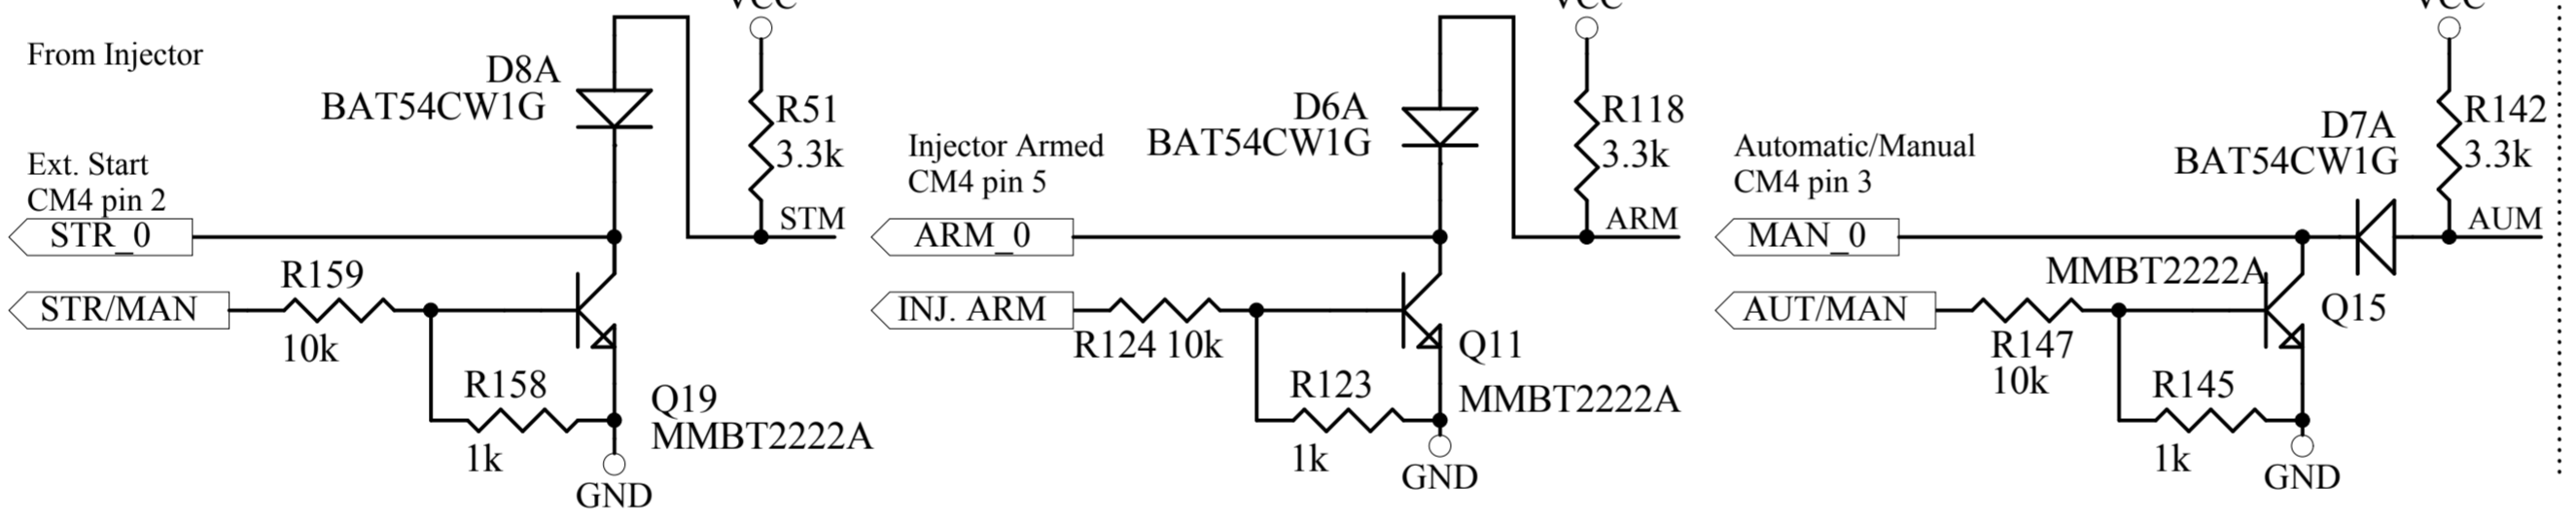 From Injector
D8A
BAT54CW1G
VCC
R51
3.3k
Ext. Start
CM4 pin 2
STR_0
STM
STR/MAN
R159
10k
R158
1k
Q19
MMBT2222A
GND
D6A
BAT54CW1G
VCC
R118
3.3k
Injector Armed
CM4 pin 5
ARM_0
ARM
INJ. ARM
R124 10k
R123
1k
Q11
MMBT2222A
GND
VCC
R142
3.3k
D7A
BAT54CW1G
Automatic/Manual
CM4 pin 3
MAN_0
AUM
MMBT2222A
Q15
AUT/MAN
R147
10k
R145
1k
GND